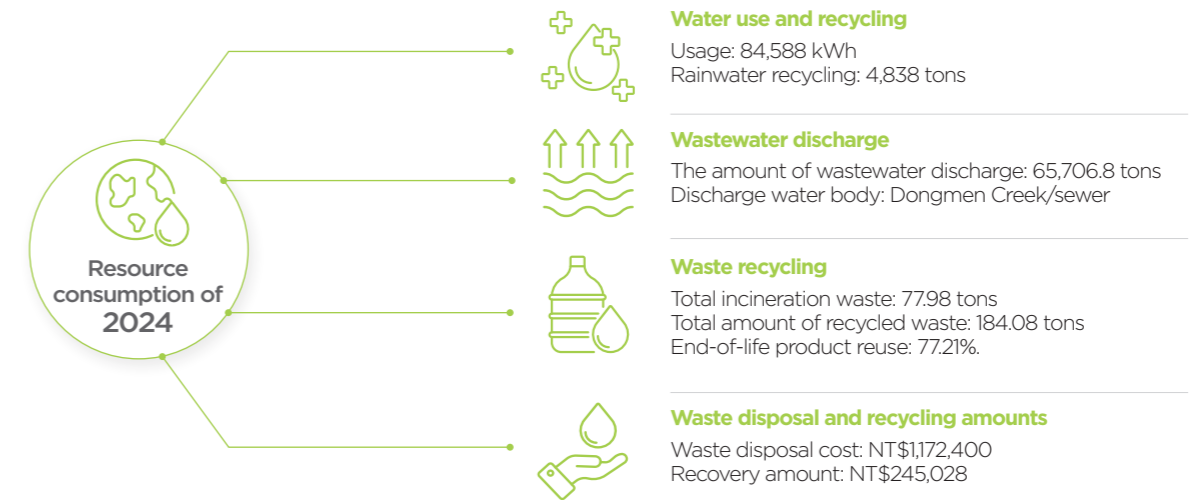 Resource
consumption of
2024
Water use and recycling
Usage: 84,588 kWh
Rainwater recycling: 4,838 tons
Wastewater discharge
The amount of wastewater discharge: 65,706.8 tons
Discharge water body: Dongmen Creek/sewer
Waste recycling
Total incineration waste: 77.98 tons
Total amount of recycled waste: 184.08 tons
End-of-life product reuse: 77.21%.
Waste disposal and recycling amounts
Waste disposal cost: NT$1,172,400
Recovery amount: NT$245,028